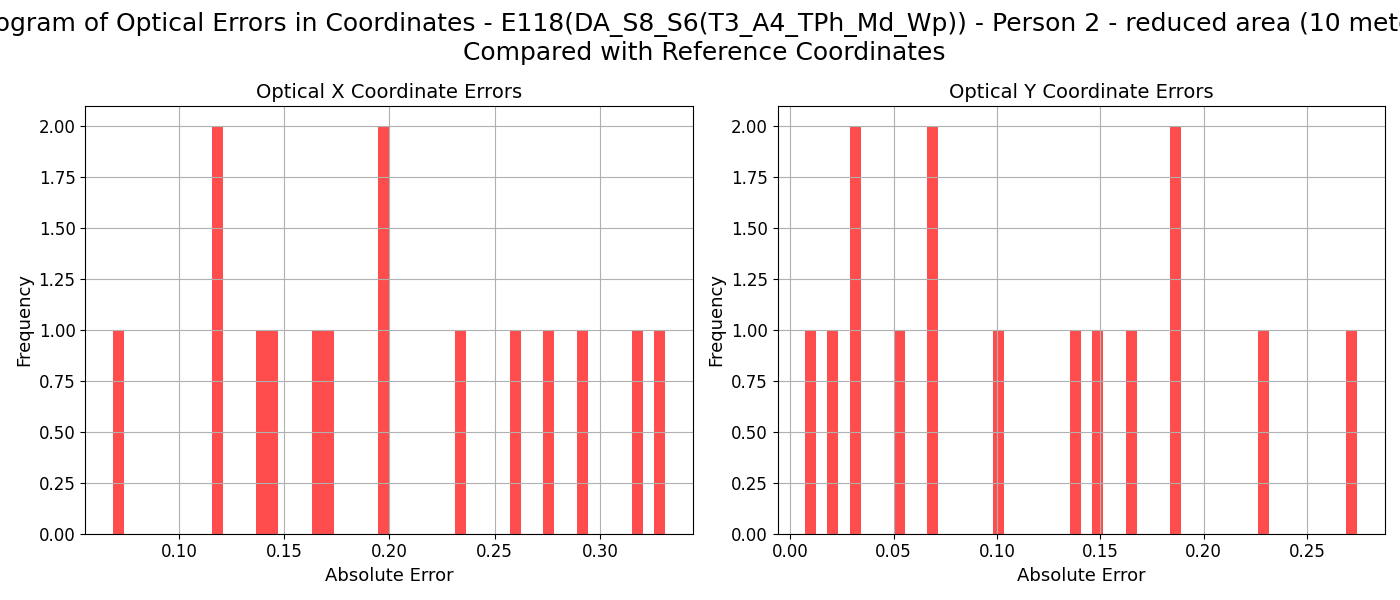 ogram of Optical Errors in Coordinates - E118(DA_S8_S6(T3_A4_TPh_Md_Wp)) - Person 2 - reduced area (10 met
Compared with Reference Coordinates
Optical X Coordinate Errors
Frequency
2.00
1.75
1.50
1.25
1.00
0.75
0.50
0.25
0.00
0.10 0.15 0.20 0.25 0.30
Absolute Error
Optical Y Coordinate Errors
Frequency
2.00
1.75
1.50
1.25
1.00
0.75
0.50
0.25
0.00
0.00 0.05 0.10 0.15 0.20 0.25
Absolute Error